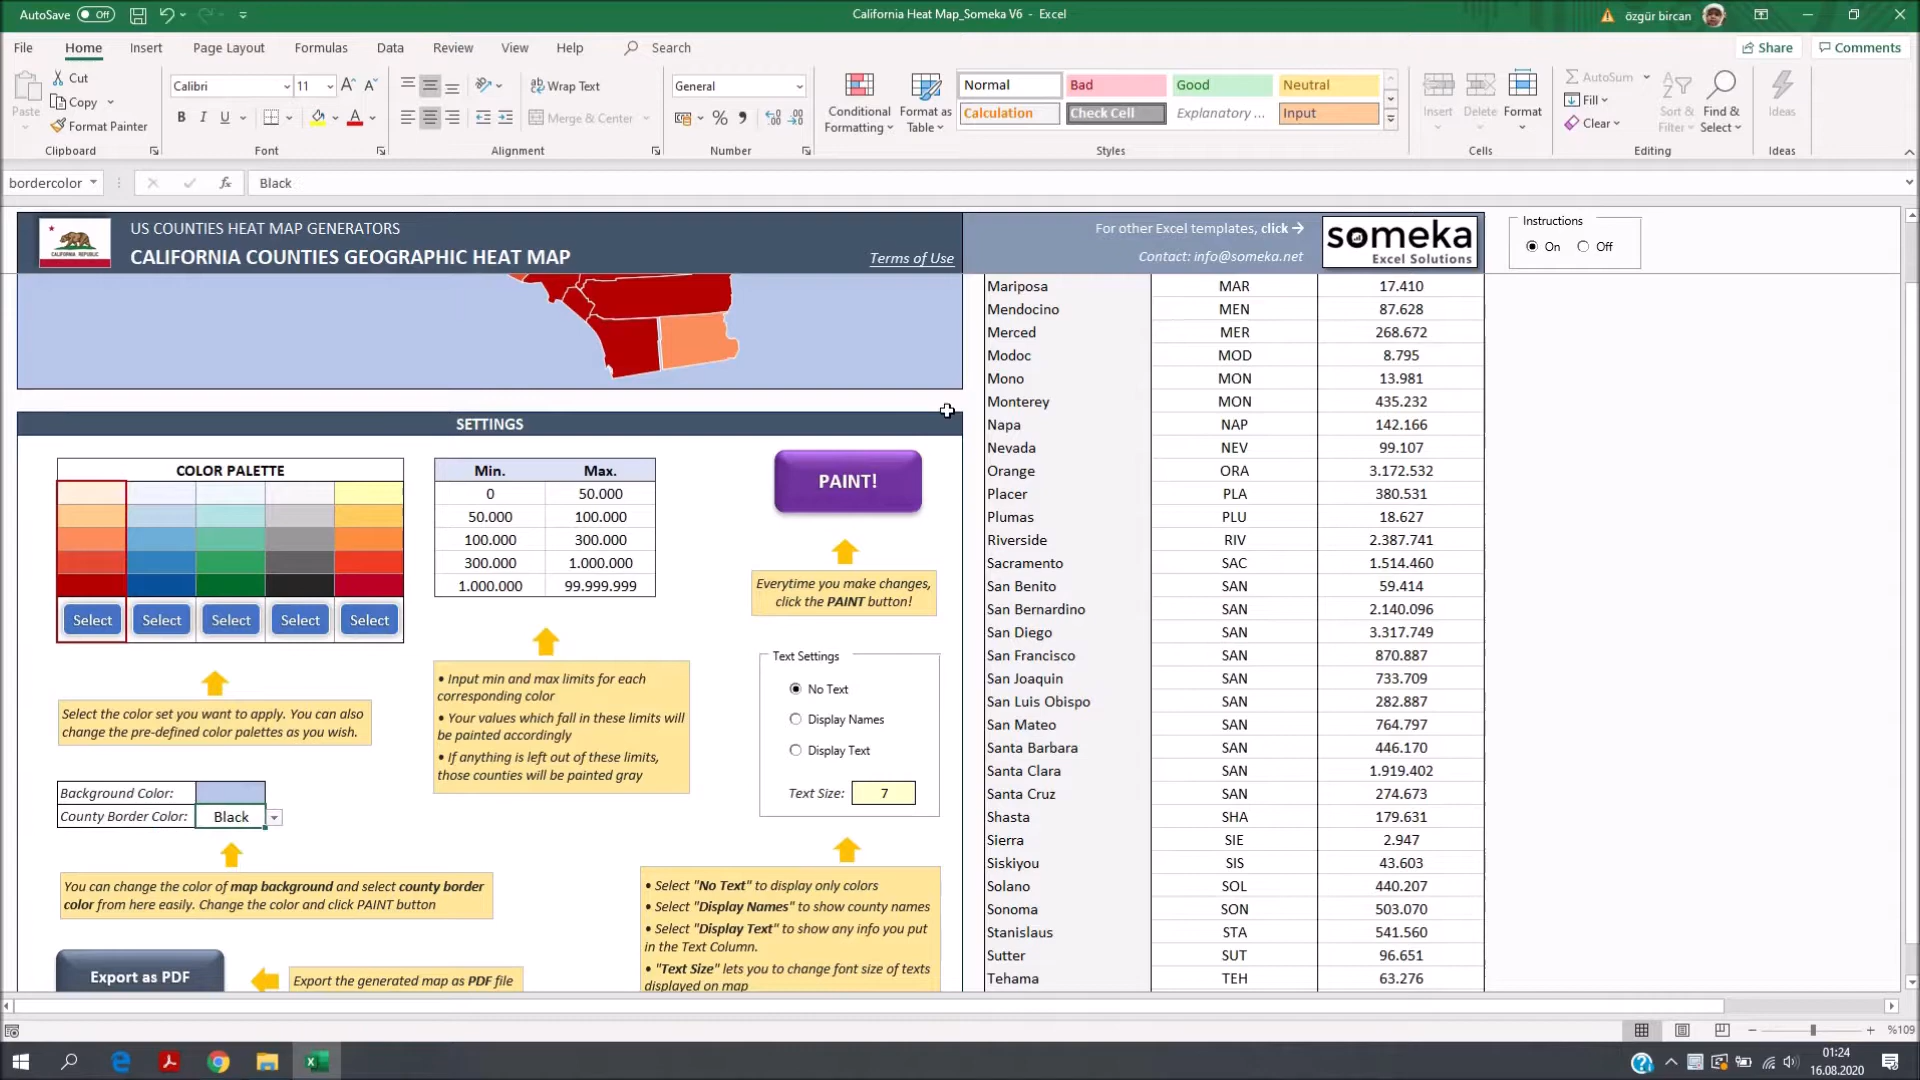 AutoSave Off
California Heat Map_Someka V6 - Excel
özgür bircan
File Home Insert Page Layout Formulas Data Review View Help Search
Share Comments
Paste
Cut
Copy
Format Painter
Clipboard
Calibri 11
B I U
Font
Wrap Text
Merge & Center
Alignment
General
Number
Conditional Formatting
Format as Table
Normal Bad Good Neutral
Calculation Check Cell Explanatory ... Input
Styles
Insert Delete Format
Cells
AutoSum
Fill
Clear
Sort & Filter
Find & Select
Editing
Ideas
Ideas
bordercolor
fx
Black
CALIFORNIA REPUBLIC
US COUNTIES HEAT MAP GENERATORS
CALIFORNIA COUNTIES GEOGRAPHIC HEAT MAP
Terms of Use
For other Excel templates, click →
Contact: info@someka.net
someka
Excel Solutions
Instructions
On Off
SETTINGS
COLOR PALETTE
Select Select Select Select Select
Select the color set you want to apply. You can also
change the pre-defined color palettes as you wish.
Background Color:
County Border Color: Black
You can change the color of map background and select county border
color from here easily. Change the color and click PAINT button
Export as PDF
Export the generated map as PDF file
Min. Max.
0 50.000
50.000 100.000
100.000 300.000
300.000 1.000.000
1.000.000 99.999.999
• Input min and max limits for each
corresponding color
• Your values which fall in these limits will
be painted accordingly
• If anything is left out of these limits,
those counties will be painted gray
PAINT!
Everytime you make changes,
click the PAINT button!
Text Settings
No Text
Display Names
Display Text
Text Size: 7
• Select "No Text" to display only colors
• Select "Display Names" to show county names
• Select "Display Text" to show any info you put
in the Text Column.
• "Text Size" lets you to change font size of texts
displayed on map
Mariposa MAR 17.410
Mendocino MEN 87.628
Merced MER 268.672
Modoc MOD 8.795
Mono MON 13.981
Monterey MON 435.232
Napa NAP 142.166
Nevada NEV 99.107
Orange ORA 3.172.532
Placer PLA 380.531
Plumas PLU 18.627
Riverside RIV 2.387.741
Sacramento SAC 1.514.460
San Benito SAN 59.414
San Bernardino SAN 2.140.096
San Diego SAN 3.317.749
San Francisco SAN 870.887
San Joaquin SAN 733.709
San Luis Obispo SAN 282.887
San Mateo SAN 764.797
Santa Barbara SAN 446.170
Santa Clara SAN 1.919.402
Santa Cruz SAN 274.673
Shasta SHA 179.631
Sierra SIE 2.947
Siskiyou SIS 43.603
Solano SOL 440.207
Sonoma SON 503.070
Stanislaus STA 541.560
Sutter SUT 96.651
Tehama TEH 63.276
%109
01:24
16.08.2020